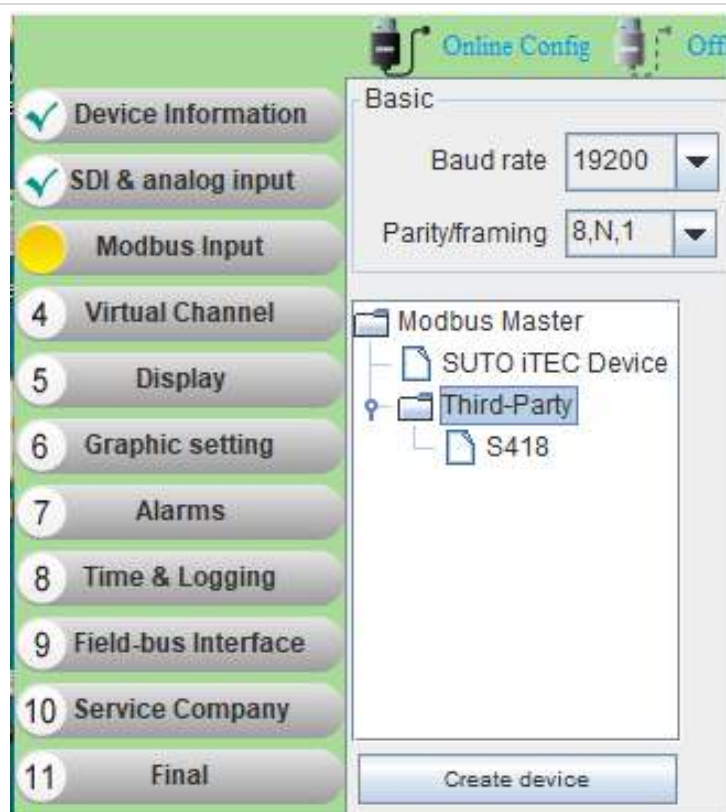 Online Config
Off
Device Information
SDI & analog input
Modbus Input
4 Virtual Channel
5 Display
6 Graphic setting
7 Alarms
8 Time & Logging
9 Field-bus Interface
10 Service Company
11 Final
Basic
Baud rate 19200
Parity/framing 8,N,1
Modbus Master
SUTO iTEC Device
Third-Party
S418
Create device